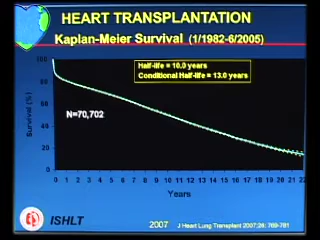 HEART TRANSPLANTATION
Kaplan-Meier Survival (1/1982-6/2005)
Half-life = 10.0 years
Conditional Half-life = 13.0 years
N=70,702
Survival (%)
100
80
60
40
20
0
0 1 2 3 4 5 6 7 8 9 10 11 12 13 14 15 16 17 18 19 20 21 22
Years
ISHLT
2007
J Heart Lung Transplant 2007;26: 769-781